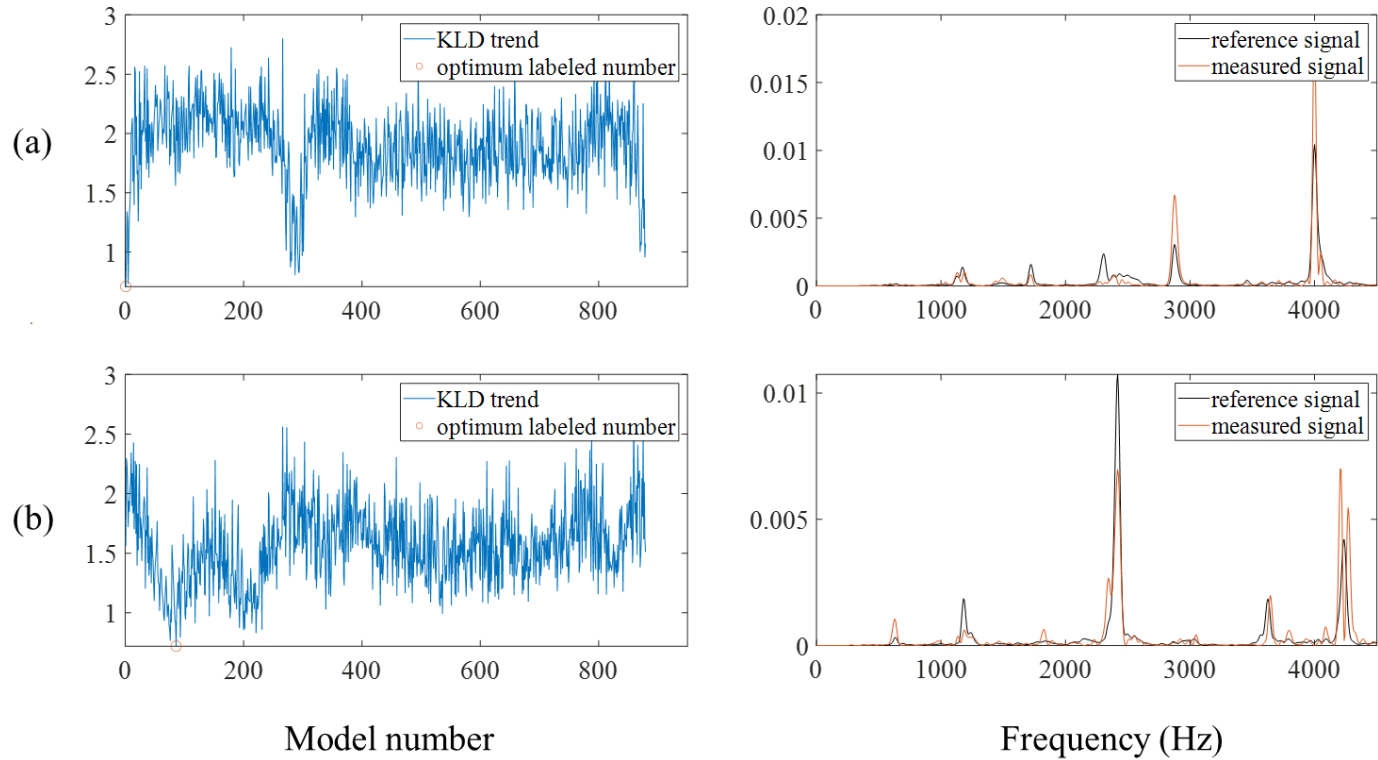 (a)
3
2.5
2
1.5
1
0 200 400 600 800
KLD trend
optimum labeled number
0.02
0.015
0.01
0.005
0
0 1000 2000 3000 4000
reference signal
measured signal
(b)
3
2.5
2
1.5
1
0 200 400 600 800
KLD trend
optimum labeled number
0.01
0.005
0
0 1000 2000 3000 4000
reference signal
measured signal
Model number
Frequency (Hz)